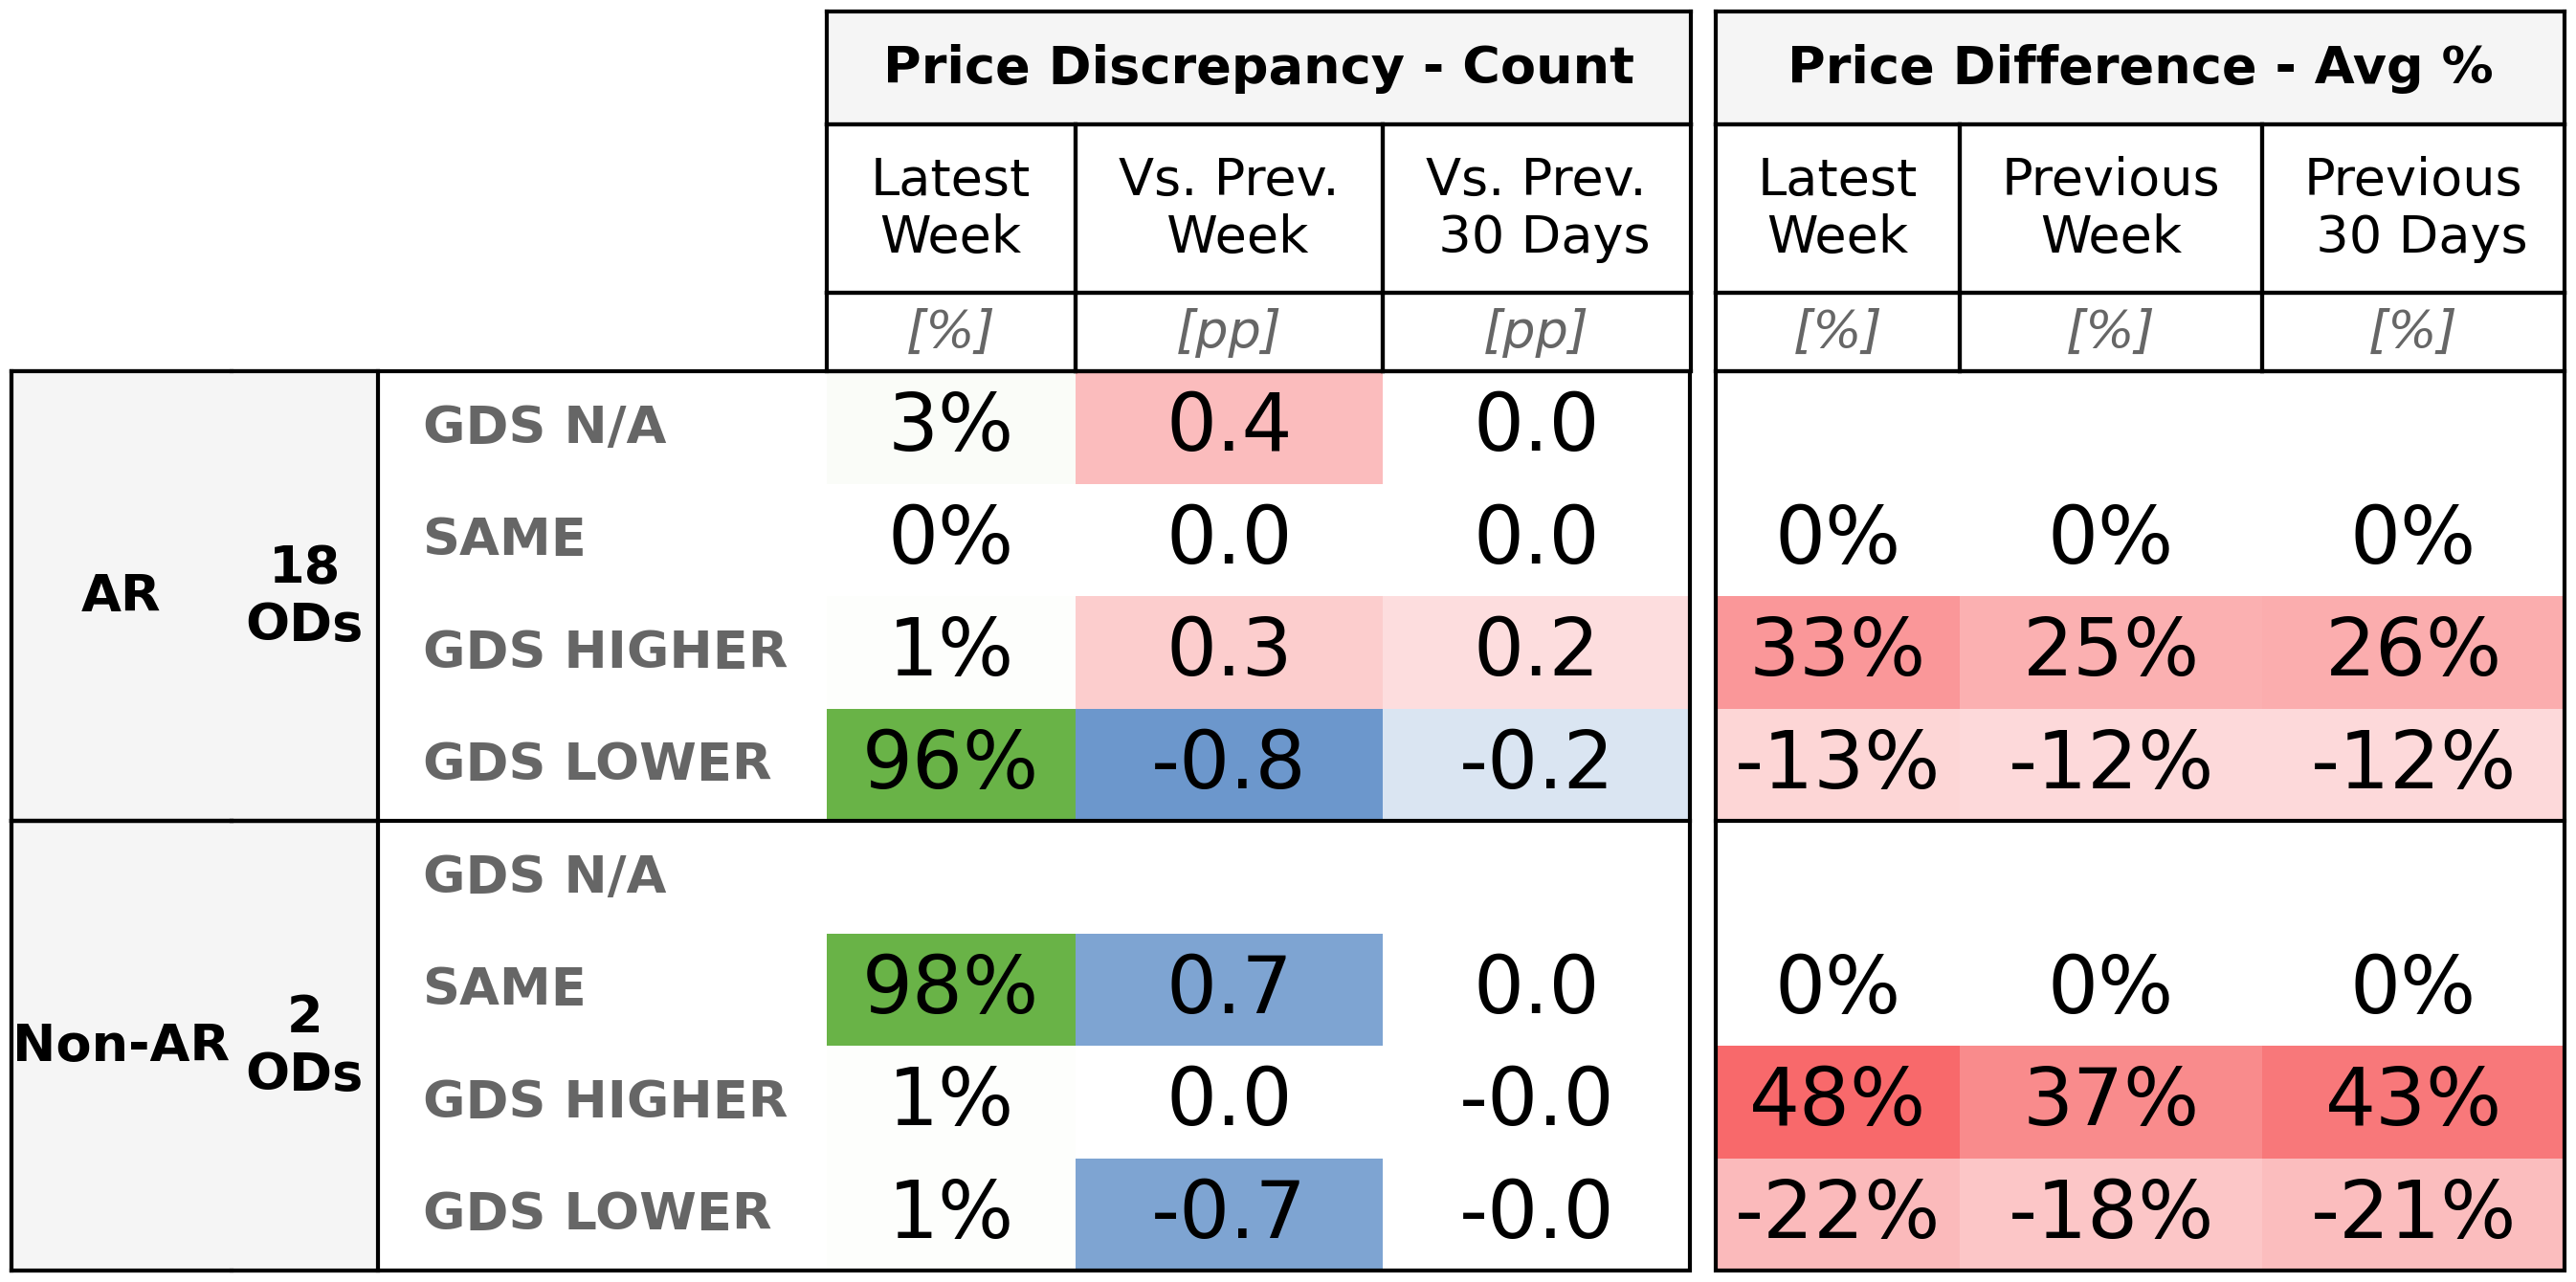 Price Discrepancy - Count Price Difference - Avg %
Latest Week Vs. Prev. Week Vs. Prev. 30 Days Latest Week Previous Week Previous 30 Days
[%] [pp] [pp] [%] [%] [%]
AR 18 ODs
GDS N/A 3% 0.4 0.0
SAME 0% 0.0 0.0 0% 0% 0%
GDS HIGHER 1% 0.3 0.2 33% 25% 26%
GDS LOWER 96% -0.8 -0.2 -13% -12% -12%
Non-AR 2 ODs
GDS N/A
SAME 98% 0.7 0.0 0% 0% 0%
GDS HIGHER 1% 0.0 -0.0 48% 37% 43%
GDS LOWER 1% -0.7 -0.0 -22% -18% -21%